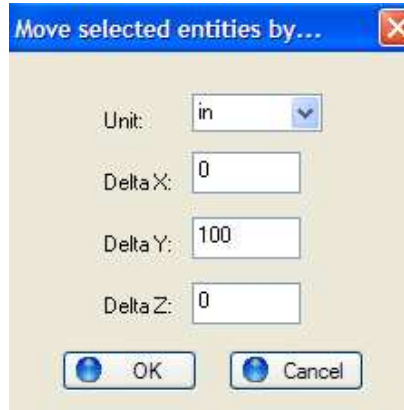 Move selected entities by...
Unit: in
Delta X: 0
Delta Y: 100
Delta Z: 0
OK Cancel